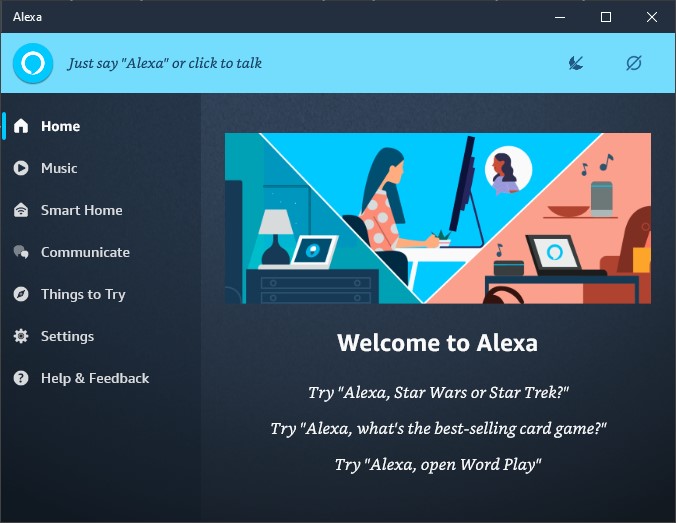 Alexa
Just say "Alexa" or click to talk
Home
Music
Smart Home
Communicate
Things to Try
Settings
Help & Feedback
Welcome to Alexa
Try "Alexa, Star Wars or Star Trek?"
Try "Alexa, what's the best-selling card game?"
Try "Alexa, open Word Play"